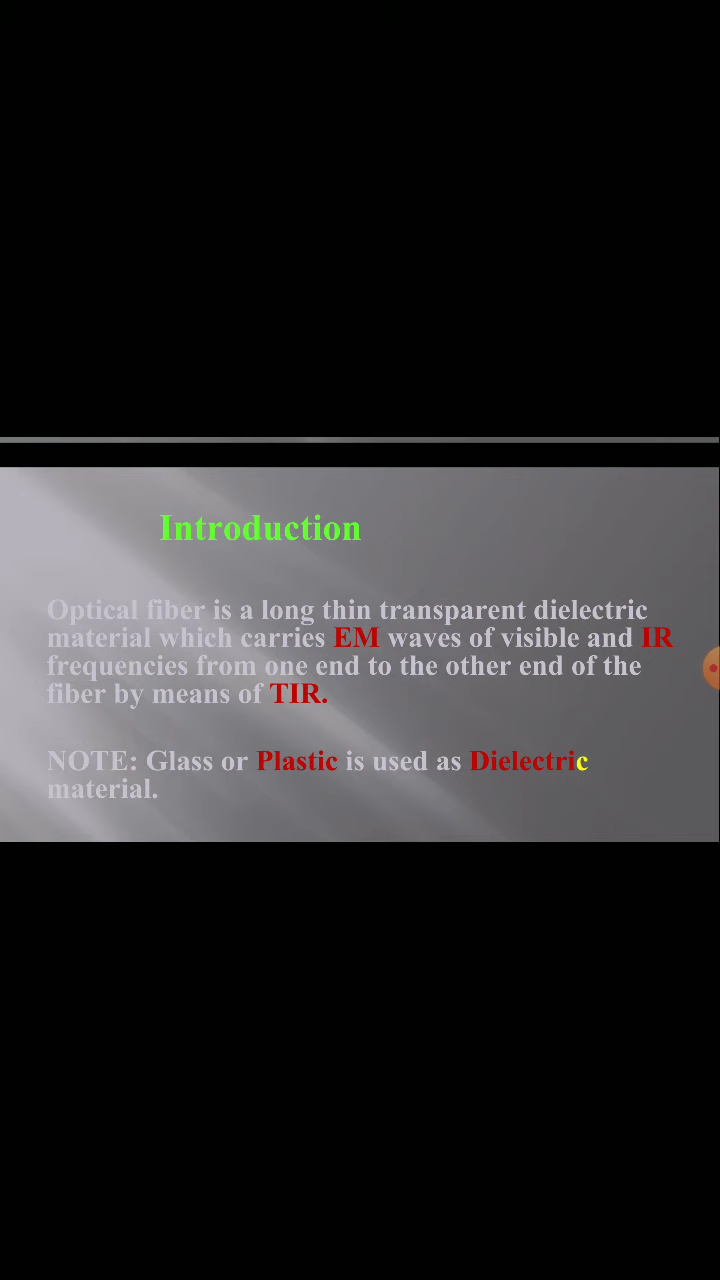 Introduction
Optical fiber is a long thin transparent dielectric
material which carries EM waves of visible and IR
frequencies from one end to the other end of the
fiber by means of TIR.
NOTE: Glass or Plastic is used as Dielectric
material.